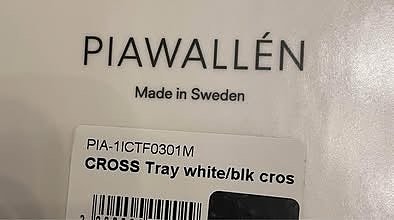 PIAWALLÉN
Made in Sweden
PIA-1ICTF0301M
CROSS Tray white/blk cros